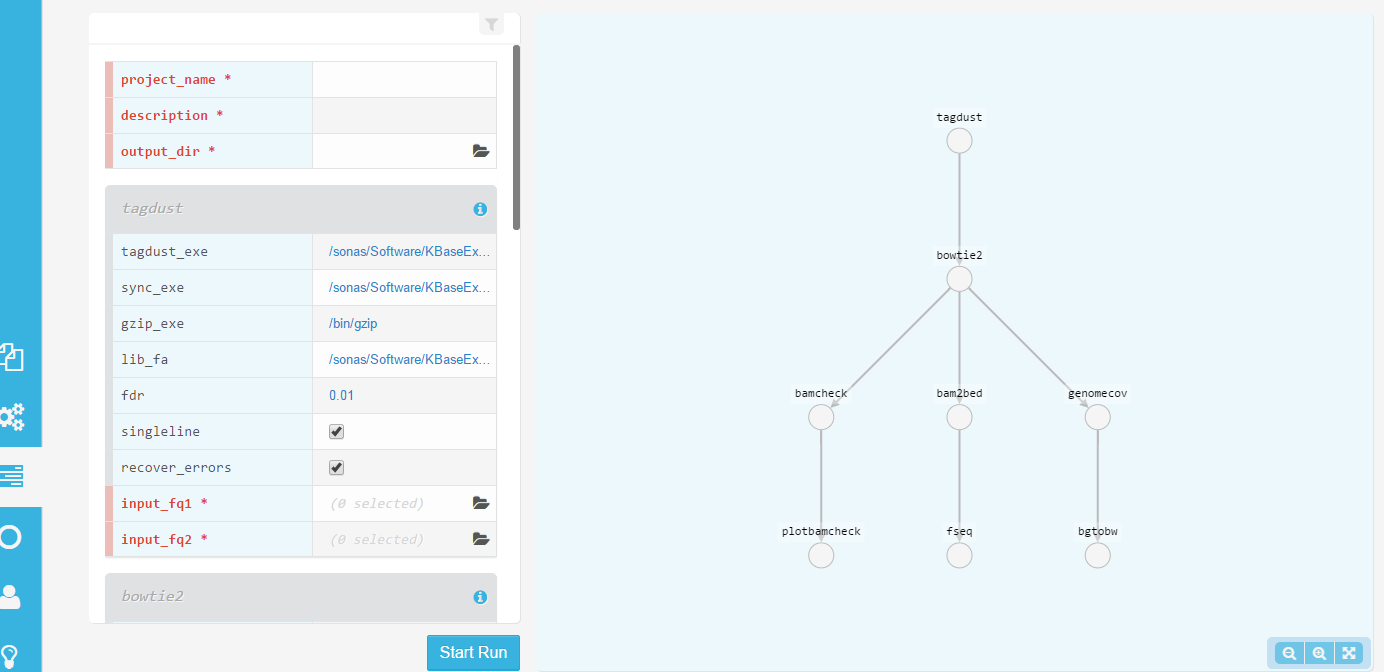 project_name *
description *
output_dir *
tagdust
tagdust_exe /sonas/Software/KBaseEx...
sync_exe /sonas/Software/KBaseEx...
gzip_exe /bin/gzip
lib_fa /sonas/Software/KBaseEx...
fdr 0.01
singleline
recover_errors
input_fq1 * (0 selected)
input_fq2 * (0 selected)
bowtie2
Start Run
tagdust
bowtie2
bamcheck bam2bed genomecov
plotbamcheck fseq bgtobw